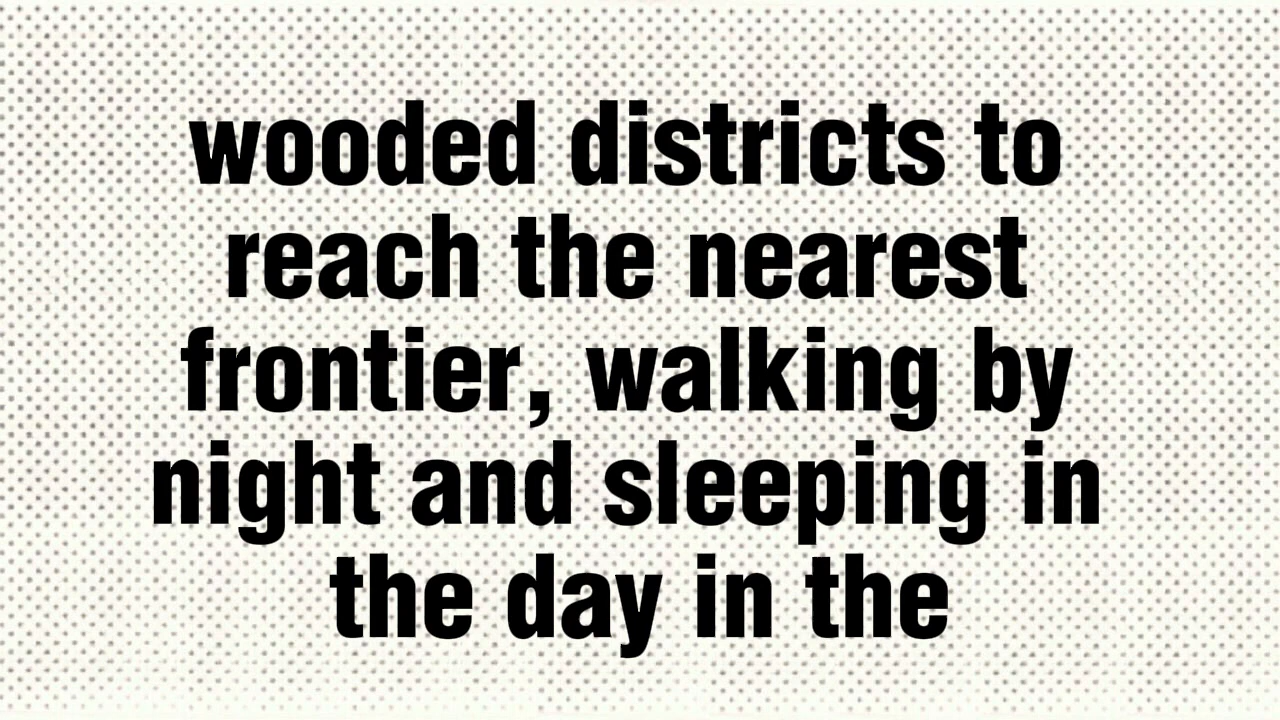 wooded districts to
reach the nearest
frontier, walking by
night and sleeping in
the day in the